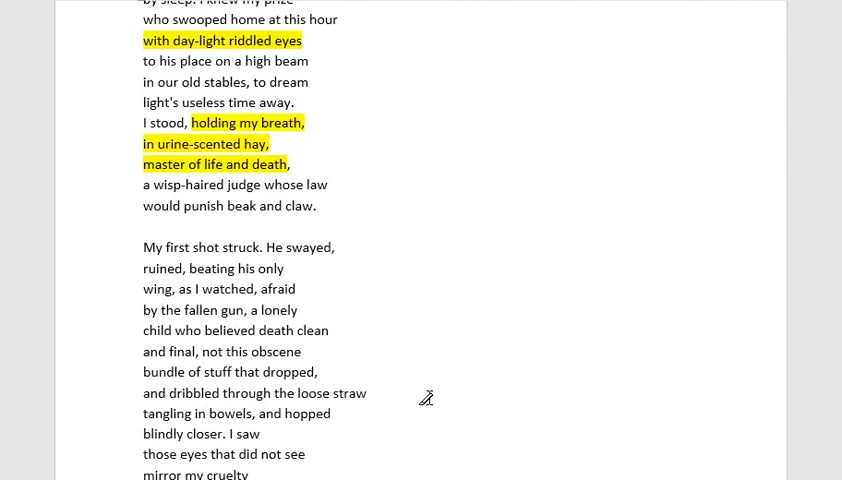 by sleep. I knew my prize
who swooped home at this hour
with day-light riddled eyes
to his place on a high beam
in our old stables, to dream
light's useless time away.
I stood, holding my breath,
in urine-scented hay,
master of life and death,
a wisp-haired judge whose law
would punish beak and claw.

My first shot struck. He swayed,
ruined, beating his only
wing, as I watched, afraid
by the fallen gun, a lonely
child who believed death clean
and final, not this obscene
bundle of stuff that dropped,
and dribbled through the loose straw
tangling in bowels, and hopped
blindly closer. I saw
those eyes that did not see
mirror my cruelty